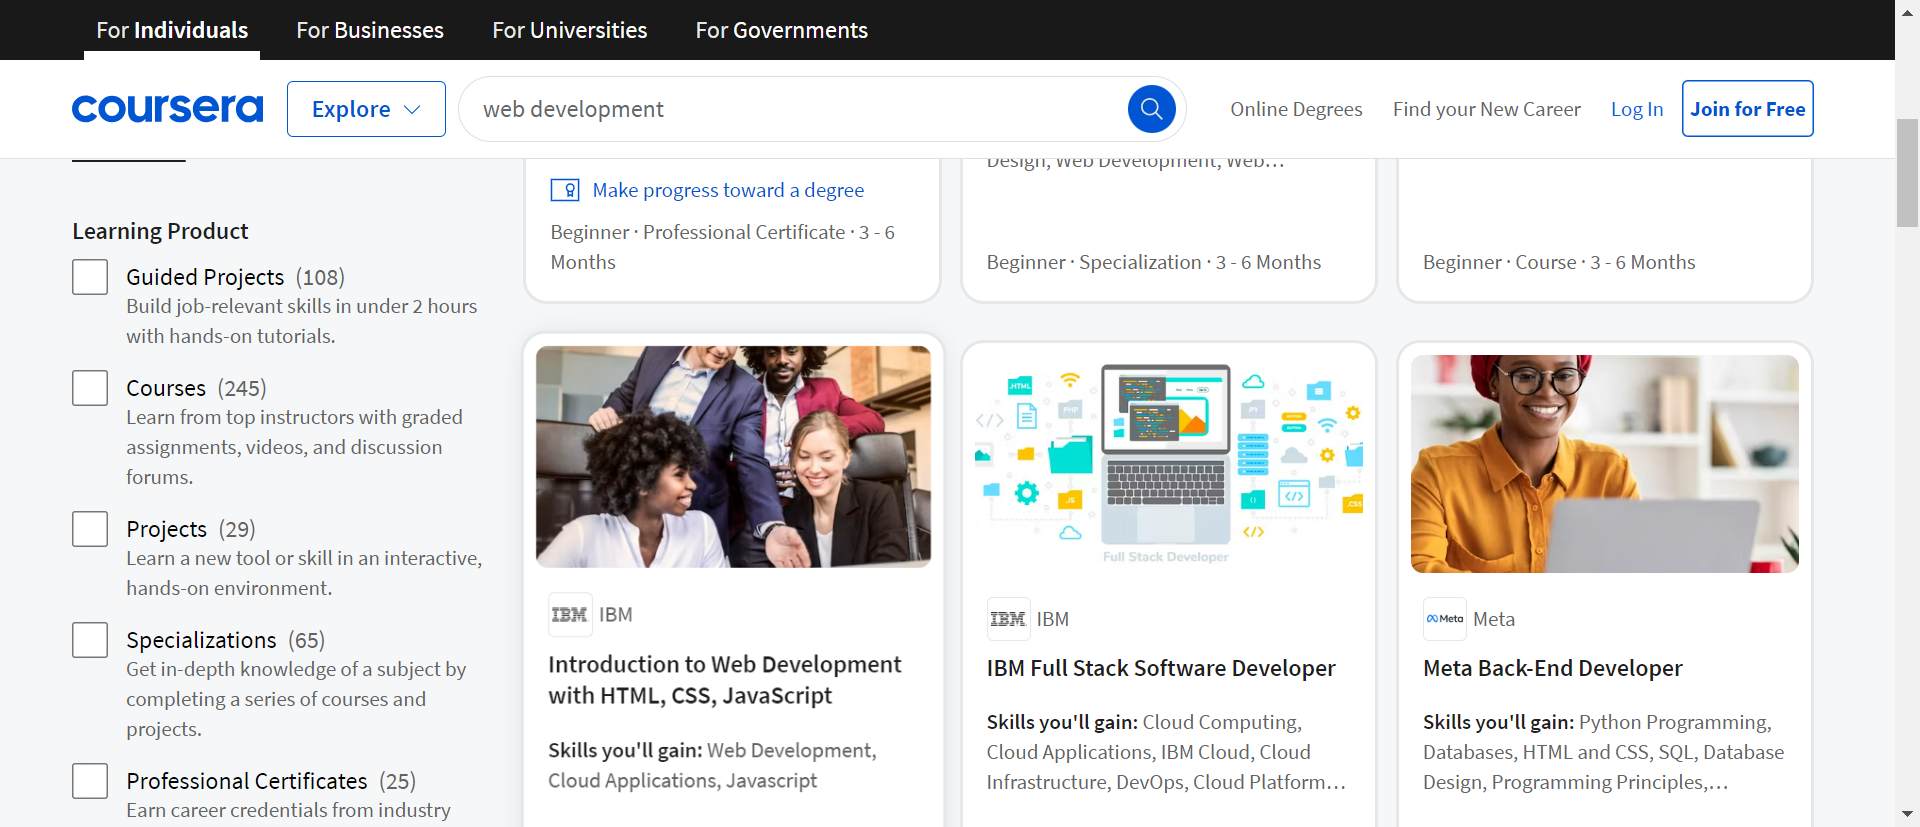 For Individuals
For Businesses
For Universities
For Governments
coursera
Explore
web development
Online Degrees
Find your New Career
Log In
Join for Free
Learning Product
Guided Projects (108)
Build job-relevant skills in under 2 hours
with hands-on tutorials.
Courses (245)
Learn from top instructors with graded
assignments, videos, and discussion
forums.
Projects (29)
Learn a new tool or skill in an interactive,
hands-on environment.
Specializations (65)
Get in-depth knowledge of a subject by
completing a series of courses and
projects.
Professional Certificates (25)
Earn career credentials from industry
Make progress toward a degree
Beginner · Professional Certificate · 3 - 6
Months
Design, Web Development, Web…
Beginner · Specialization · 3 - 6 Months
Beginner · Course · 3 - 6 Months
IBM IBM
Introduction to Web Development
with HTML, CSS, JavaScript
Skills you'll gain: Web Development,
Cloud Applications, Javascript
.HTML
PHP
.PY
.JS
.CSS
Full Stack Developer
IBM IBM
IBM Full Stack Software Developer
Skills you'll gain: Cloud Computing,
Cloud Applications, IBM Cloud, Cloud
Infrastructure, DevOps, Cloud Platform…
Meta Meta
Meta Back-End Developer
Skills you'll gain: Python Programming,
Databases, HTML and CSS, SQL, Database
Design, Programming Principles,…